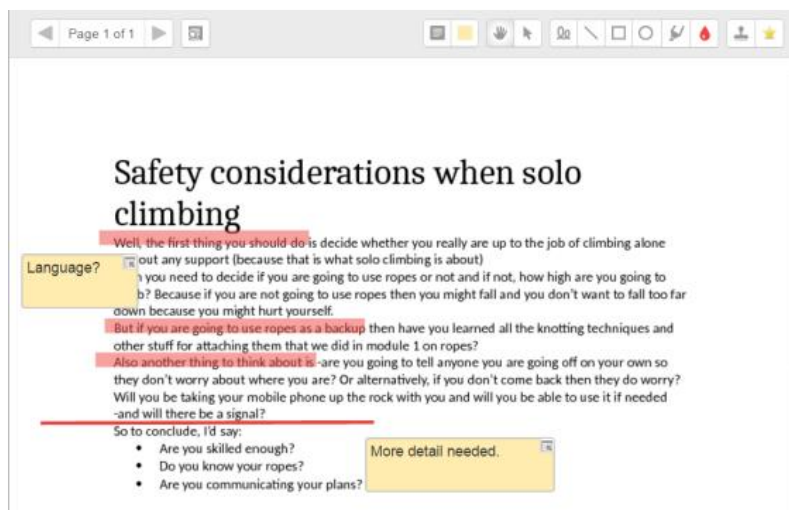 Page 1 of 1
Safety considerations when solo
climbing
Well, the first thing you should do is decide whether you really are up to the job of climbing alone
out any support (because that is what solo climbing is about)
Language?
you need to decide if you are going to use ropes or not and if not, how high are you going to
b? Because if you are not going to use ropes then you might fall and you don't want to fall too far
down because you might hurt yourself.
But if you are going to use ropes as a backup then have you learned all the knotting techniques and
other stuff for attaching them that we did in module 1 on ropes?
Also another thing to think about is -are you going to tell anyone you are going off on your own so
they don't worry about where you are? Or alternatively, if you don't come back then they do worry?
Will you be taking your mobile phone up the rock with you and will you be able to use it if needed
-and will there be a signal?
So to conclude, I'd say:
• Are you skilled enough?
• Do you know your ropes?
• Are you communicating your plans?
More detail needed.